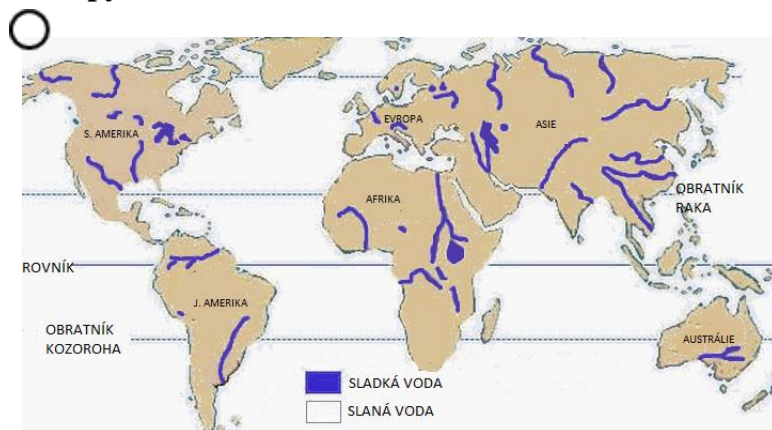 S. AMERIKA
EVROPA
ASIE
AFRIKA
OBRATNÍK
RAKA
ROVNÍK
J. AMERIKA
OBRATNÍK
KOZOROHA
AUSTRÁLIE
SLADKÁ VODA
SLANÁ VODA